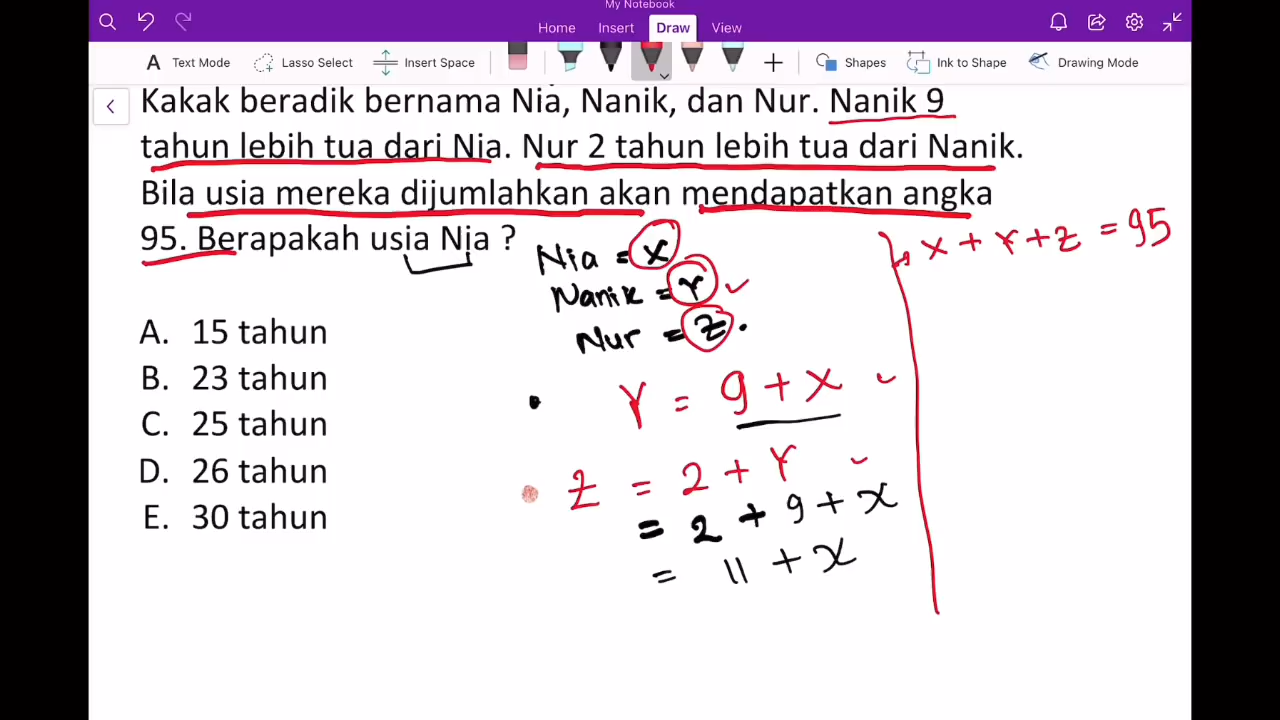 My Notebook
Home Insert Draw View
A Text Mode Lasso Select Insert Space Shapes Ink to Shape Drawing Mode
Kakak beradik bernama Nia, Nanik, dan Nur. Nanik 9
tahun lebih tua dari Nia. Nur 2 tahun lebih tua dari Nanik.
Bila usia mereka dijumlahkan akan mendapatkan angka
95. Berapakah usia Nia ?
Nia = x
Nanik = Y
Nur = Z
x + Y + Z = 95
A. 15 tahun
B. 23 tahun
C. 25 tahun
D. 26 tahun
E. 30 tahun
Y = 9 + x
Z = 2 + Y
= 2 + 9 + x
= 11 + x